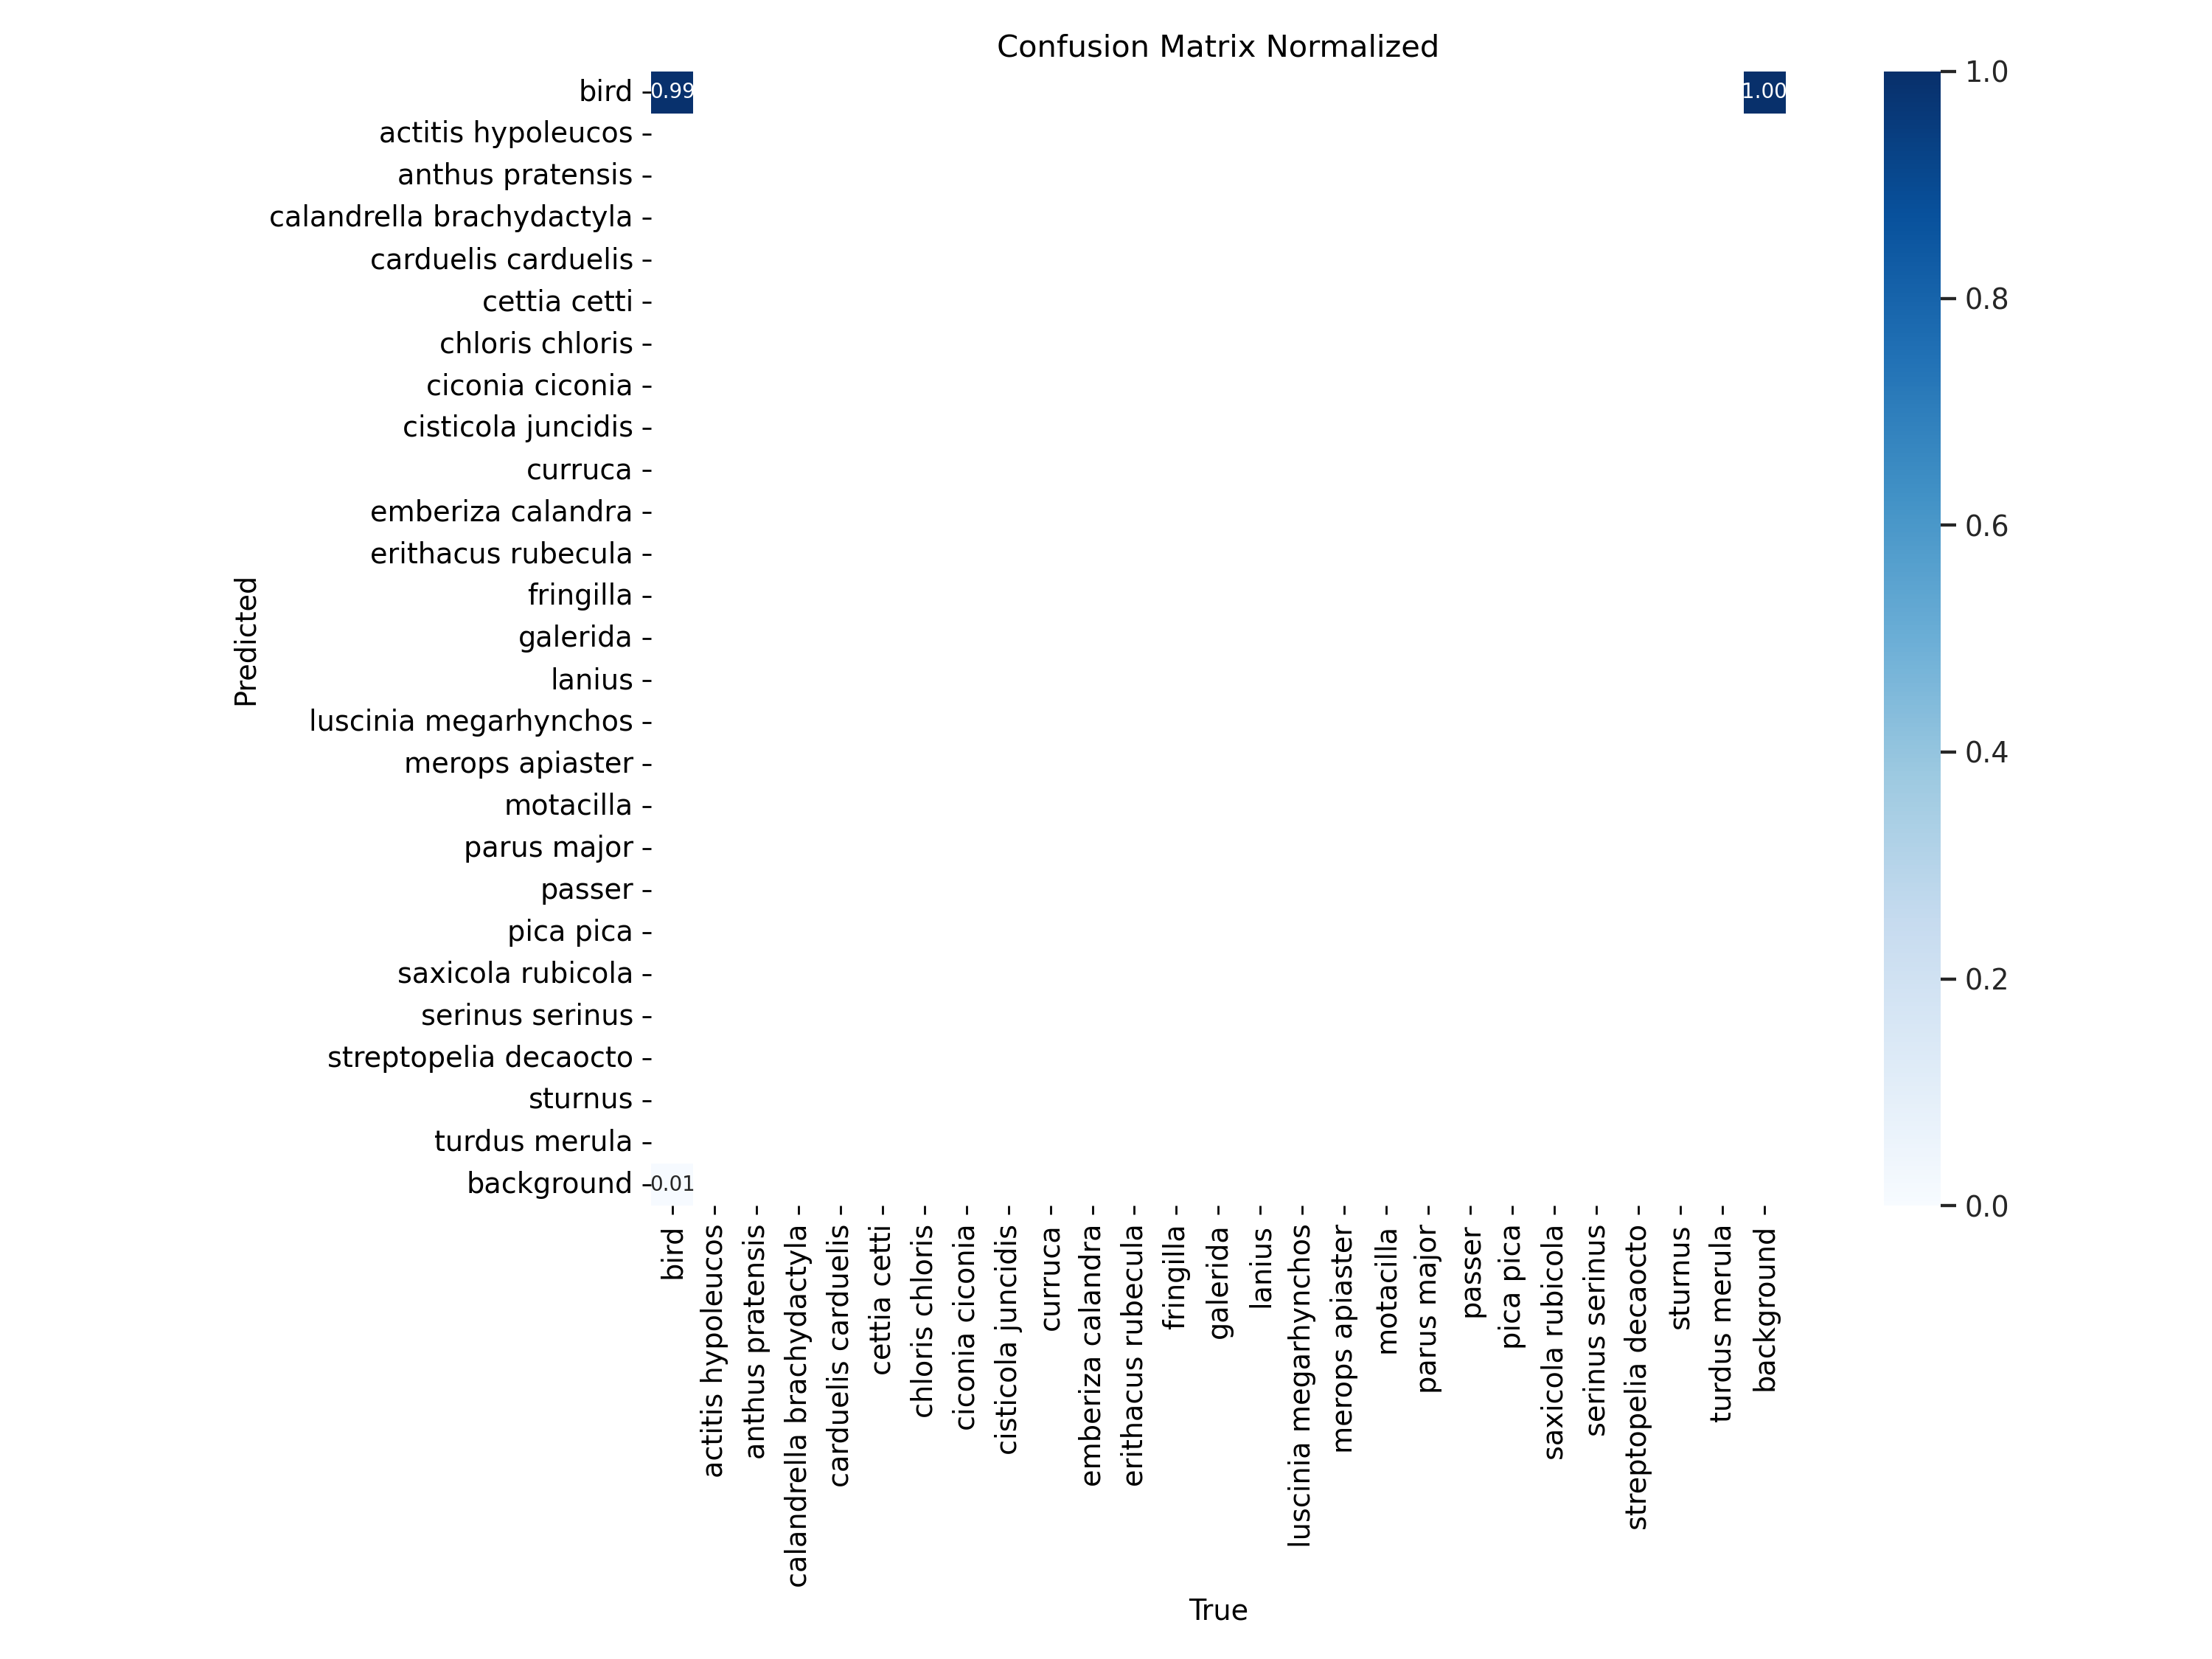 Confusion Matrix Normalized
bird
0.99
1.00
actitis hypoleucos
anthus pratensis
calandrella brachydactyla
carduelis carduelis
cettia cetti
chloris chloris
ciconia ciconia
cisticola juncidis
curruca
emberiza calandra
erithacus rubecula
fringilla
galerida
lanius
luscinia megarhynchos
merops apiaster
motacilla
parus major
passer
pica pica
saxicola rubicola
serinus serinus
streptopelia decaocto
sturnus
turdus merula
background
0.01
Predicted
bird
actitis hypoleucos
anthus pratensis
calandrella brachydactyla
carduelis carduelis
cettia cetti
chloris chloris
ciconia ciconia
cisticola juncidis
curruca
emberiza calandra
erithacus rubecula
fringilla
galerida
lanius
luscinia megarhynchos
merops apiaster
motacilla
parus major
passer
pica pica
saxicola rubicola
serinus serinus
streptopelia decaocto
sturnus
turdus merula
background
True
1.0
0.8
0.6
0.4
0.2
0.0